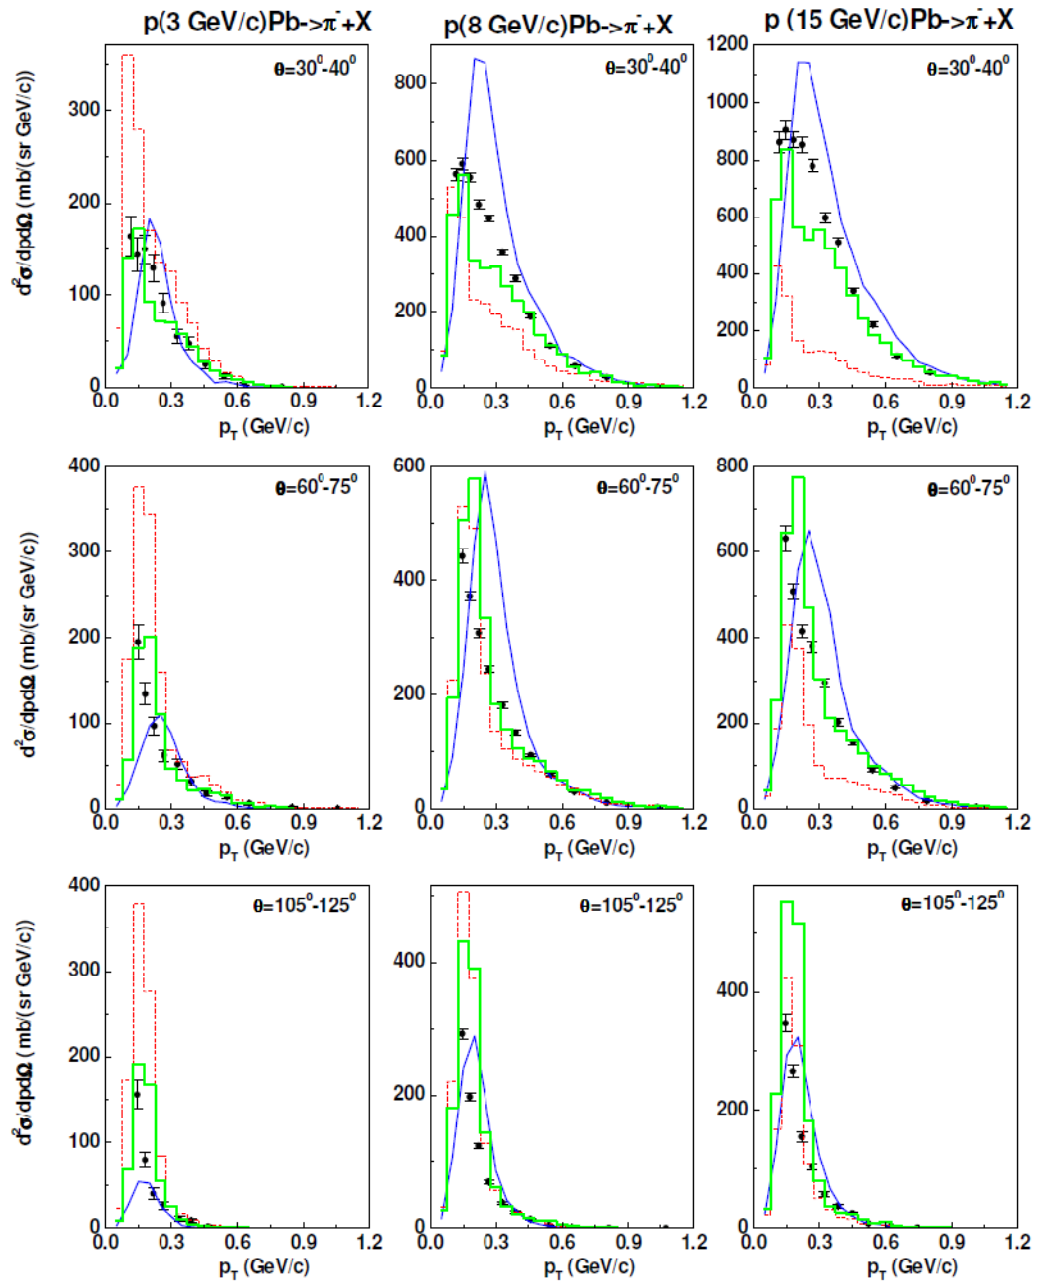 p(3 GeV/c)Pb->π⁻+X p(8 GeV/c)Pb->π⁻+X p (15 GeV/c)Pb->π⁻+X
θ=30⁰-40⁰ θ=30⁰-40⁰ θ=30⁰-40⁰
d²σ/dpdΩ (mb/(sr GeV/c))
300 200 100 0
800 600 400 200 0
1200 1000 800 600 400 200 0
0.0 0.3 0.6 0.9 1.2 0.0 0.3 0.6 0.9 1.2 0.0 0.3 0.6 0.9 1.2
p_T (GeV/c) p_T (GeV/c) p_T (GeV/c)
θ=60⁰-75⁰ θ=60⁰-75⁰ θ=60⁰-75⁰
d²σ/dpdΩ (mb/(sr GeV/c))
400 300 200 100 0
600 400 200 0
800 600 400 200 0
0.0 0.3 0.6 0.9 1.2 0.0 0.3 0.6 0.9 1.2 0.0 0.3 0.6 0.9 1.2
p_T (GeV/c) p_T (GeV/c) p_T (GeV/c)
θ=105⁰-125⁰ θ=105⁰-125⁰ θ=105⁰-125⁰
d²σ/dpdΩ (mb/(sr GeV/c))
400 300 200 100 0
400 200 0
400 200 0
0.0 0.3 0.6 0.9 1.2 0.0 0.3 0.6 0.9 1.2 0.0 0.3 0.6 0.9 1.2
p_T (GeV/c) p_T (GeV/c) p_T (GeV/c)